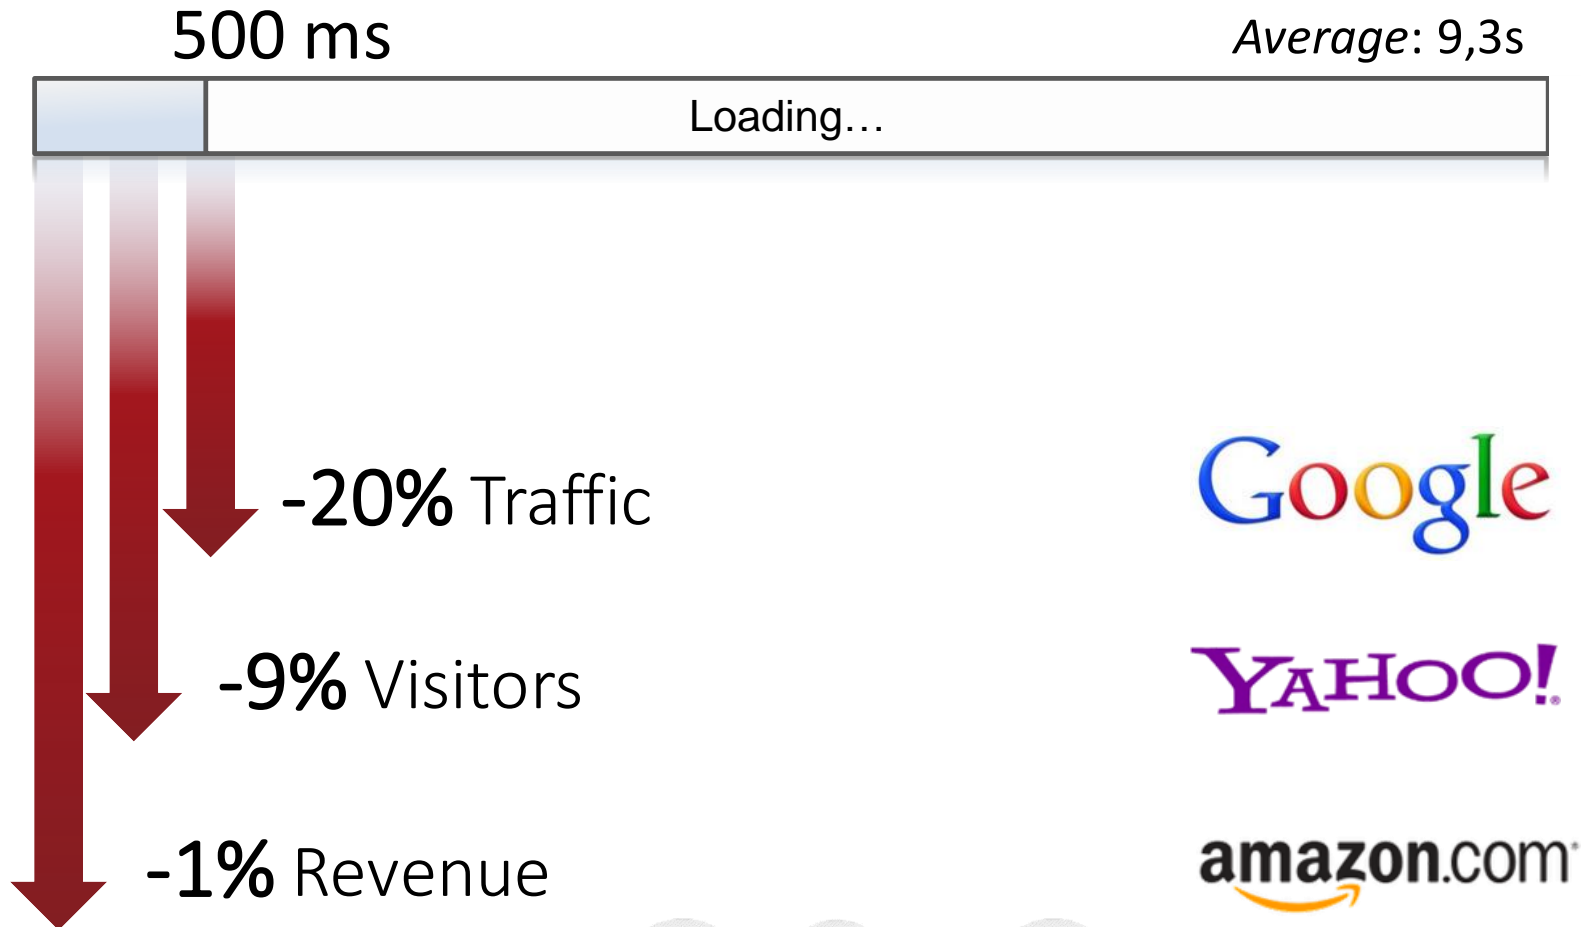 500 ms
Average: 9,3s
Loading…
-20% Traffic
Google
-9% Visitors
YAHOO!
-1% Revenue
amazon.com